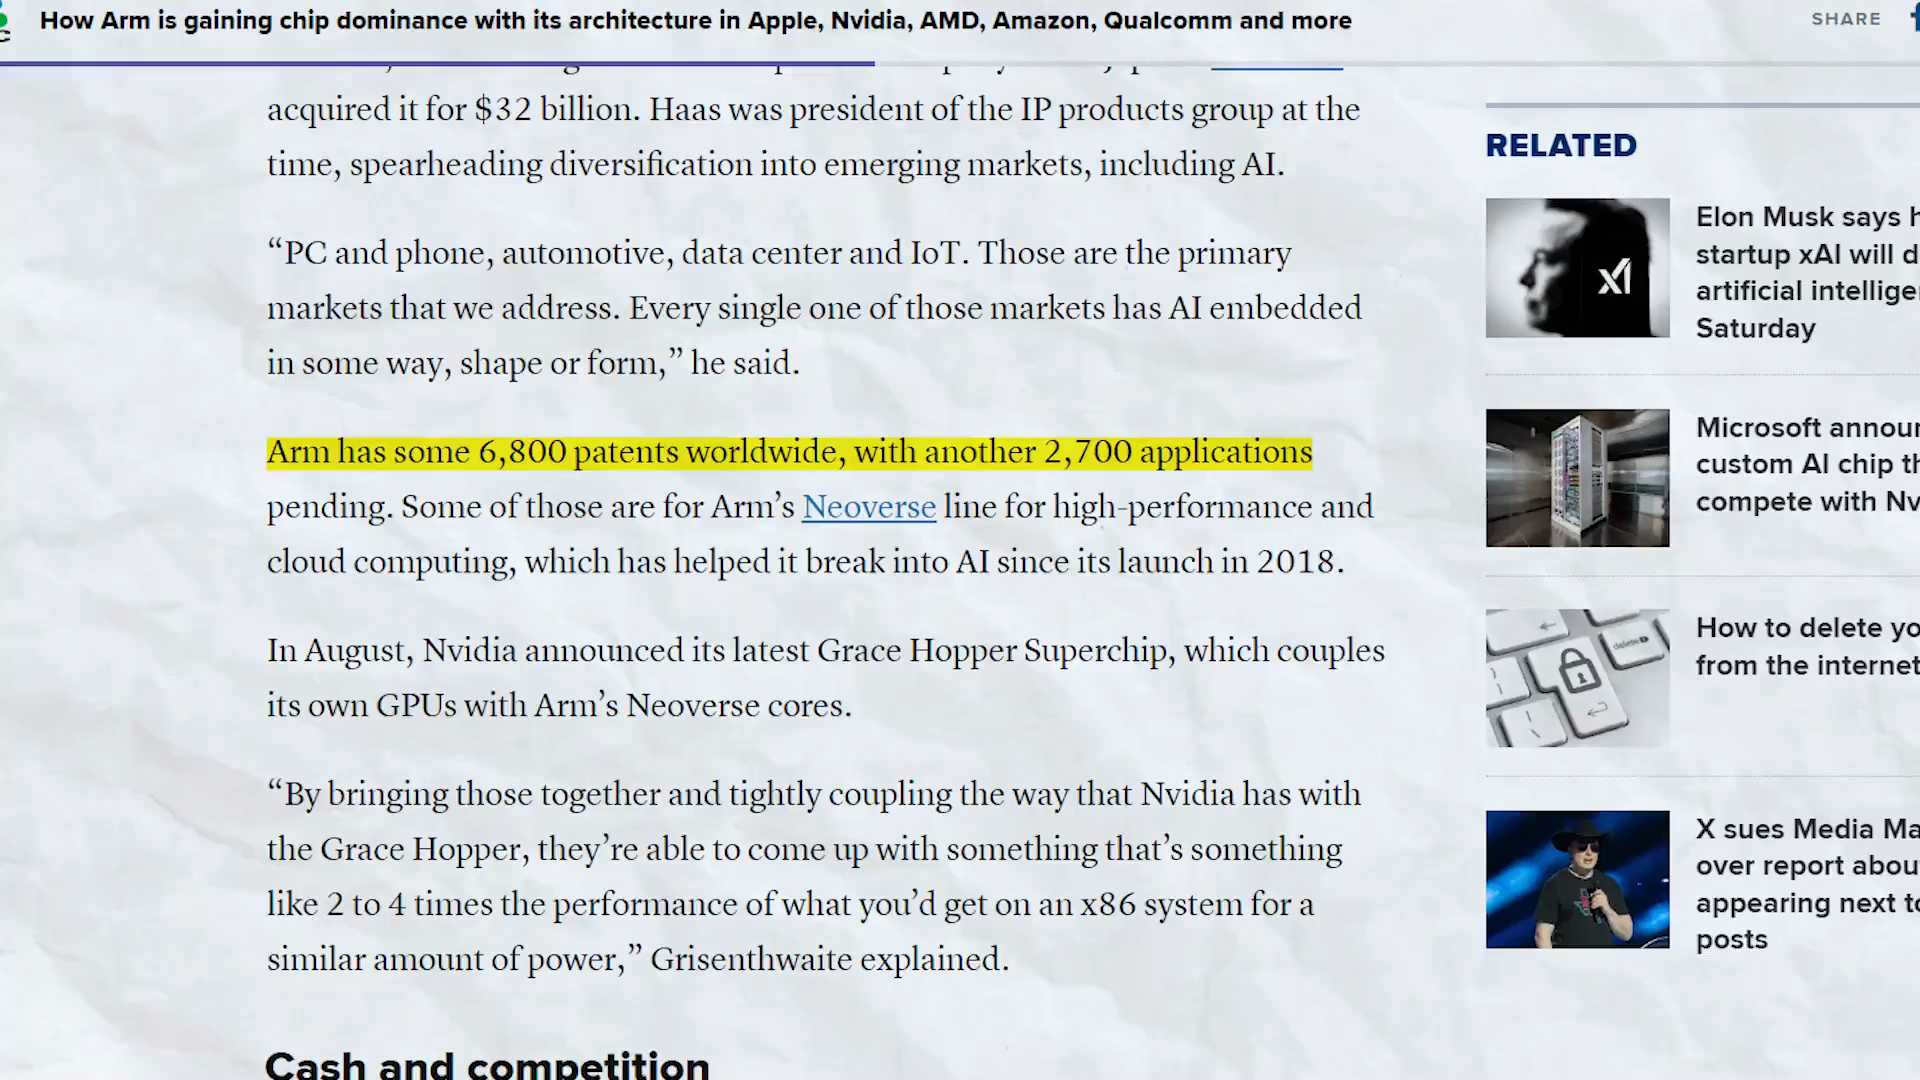 How Arm is gaining chip dominance with its architecture in Apple, Nvidia, AMD, Amazon, Qualcomm and more
SHARE
acquired it for $32 billion. Haas was president of the IP products group at the
time, spearheading diversification into emerging markets, including AI.
“PC and phone, automotive, data center and IoT. Those are the primary
markets that we address. Every single one of those markets has AI embedded
in some way, shape or form,” he said.
Arm has some 6,800 patents worldwide, with another 2,700 applications
pending. Some of those are for Arm’s Neoverse line for high-performance and
cloud computing, which has helped it break into AI since its launch in 2018.
In August, Nvidia announced its latest Grace Hopper Superchip, which couples
its own GPUs with Arm’s Neoverse cores.
“By bringing those together and tightly coupling the way that Nvidia has with
the Grace Hopper, they’re able to come up with something that’s something
like 2 to 4 times the performance of what you’d get on an x86 system for a
similar amount of power,” Grisenthwaite explained.
Cash and competition
RELATED
xI
Elon Musk says
startup xAI will
artificial
Saturday
Microsoft
custom AI chip
compete with
delete
How to delete
from the internet
X sues Media
over report
appearing next
posts